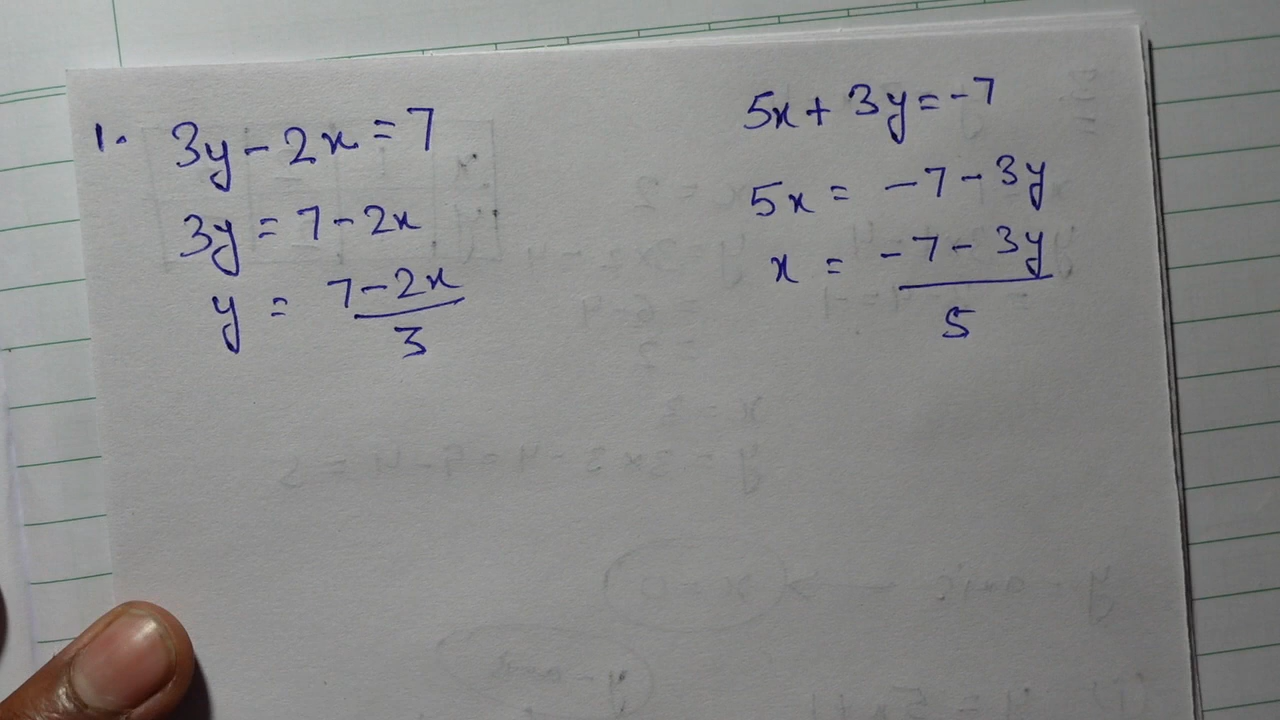 1. 3y - 2x = 7
3y = 7 - 2x
y = 7 - 2x
3
5x + 3y = -7
5x = -7 - 3y
x = -7 - 3y
5